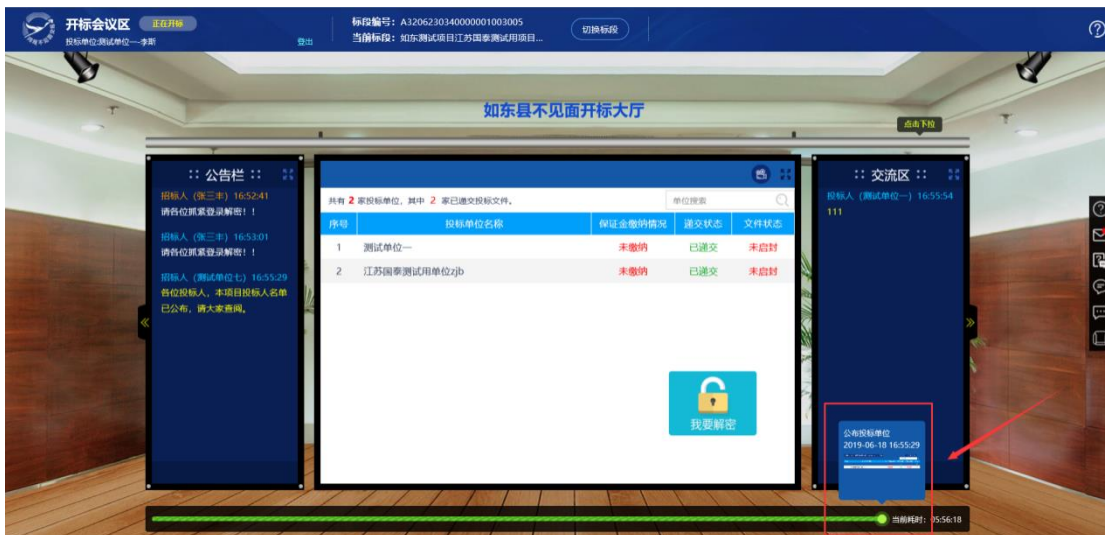 开标会议区 正在开标
投标单位:测试单位一-李斯
登出
标段编号：A3206230340000001003005
当前标段：如东测试项目江苏国泰测试用项目...
切换标段
如东县不见面开标大厅
点击下拉
:: 公告栏 ::
招标人（张三丰）16:52:41
请各位抓紧登录解密！！
招标人（张三丰）16:53:01
请各位抓紧登录解密！！
招标人（测试单位七）16:55:29
各位投标人，本项目投标人名单
已公布，请大家查阅。
共有 2 家投标单位，其中 2 家已递交投标文件。
单位搜索
序号 投标单位名称 保证金缴纳情况 递交状态 文件状态
1 测试单位一 未缴纳 已递交 未启封
2 江苏国泰测试用单位zjb 未缴纳 已递交 未启封
我要解密
:: 交流区 ::
投标人（测试单位一）16:55:54
111
公布投标单位
2019-06-18 16:55:29
当前耗时：05:56:18